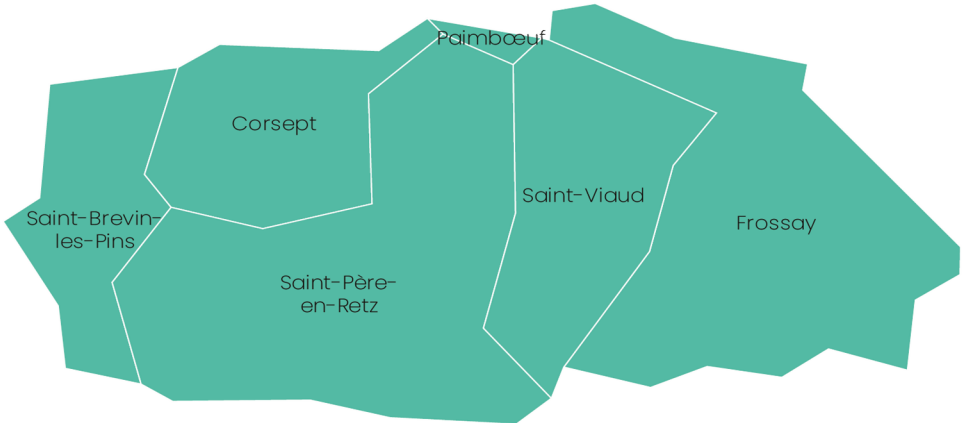 Paimbœuf
Corsept
Saint-Viaud
Saint-Brevin-
les-Pins
Frossay
Saint-Père-
en-Retz